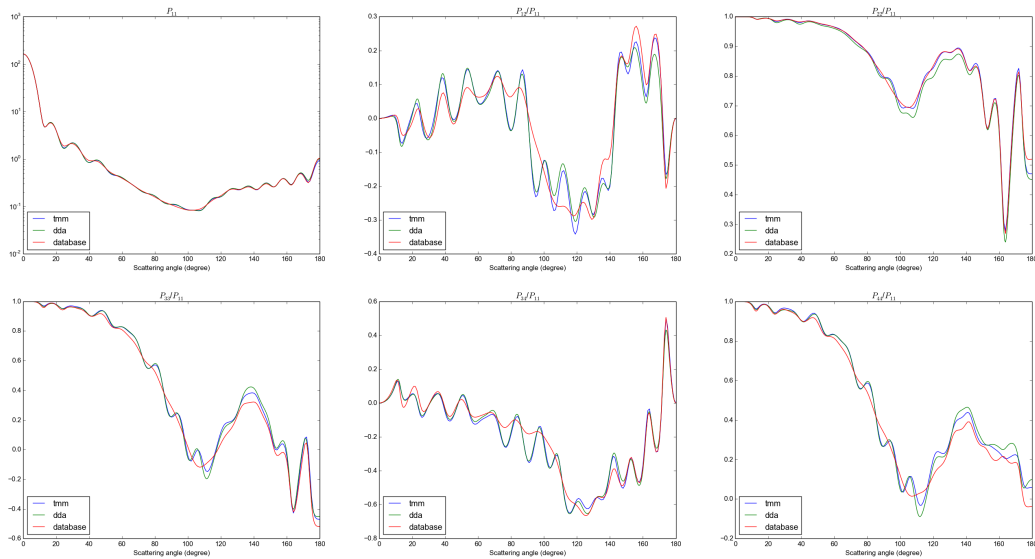 P11
10^3
10^2
10^1
10^0
10^-1
10^-2
tmm
dda
database
0 20 40 60 80 100 120 140 160 180
Scattering angle (degree)
P12/P11
0.3
0.2
0.1
0.0
−0.1
−0.2
−0.3
−0.4
tmm
dda
database
0 20 40 60 80 100 120 140 160 180
Scattering angle (degree)
P22/P11
1.0
0.9
0.8
0.7
0.6
0.5
0.4
0.3
0.2
tmm
dda
database
0 20 40 60 80 100 120 140 160 180
Scattering angle (degree)
P33/P11
1.0
0.8
0.6
0.4
0.2
0.0
−0.2
−0.4
−0.6
tmm
dda
database
0 20 40 60 80 100 120 140 160 180
Scattering angle (degree)
P34/P11
0.6
0.4
0.2
0.0
−0.2
−0.4
−0.6
−0.8
tmm
dda
database
0 20 40 60 80 100 120 140 160 180
Scattering angle (degree)
P44/P11
1.0
0.8
0.6
0.4
0.2
0.0
−0.2
tmm
dda
database
0 20 40 60 80 100 120 140 160 180
Scattering angle (degree)